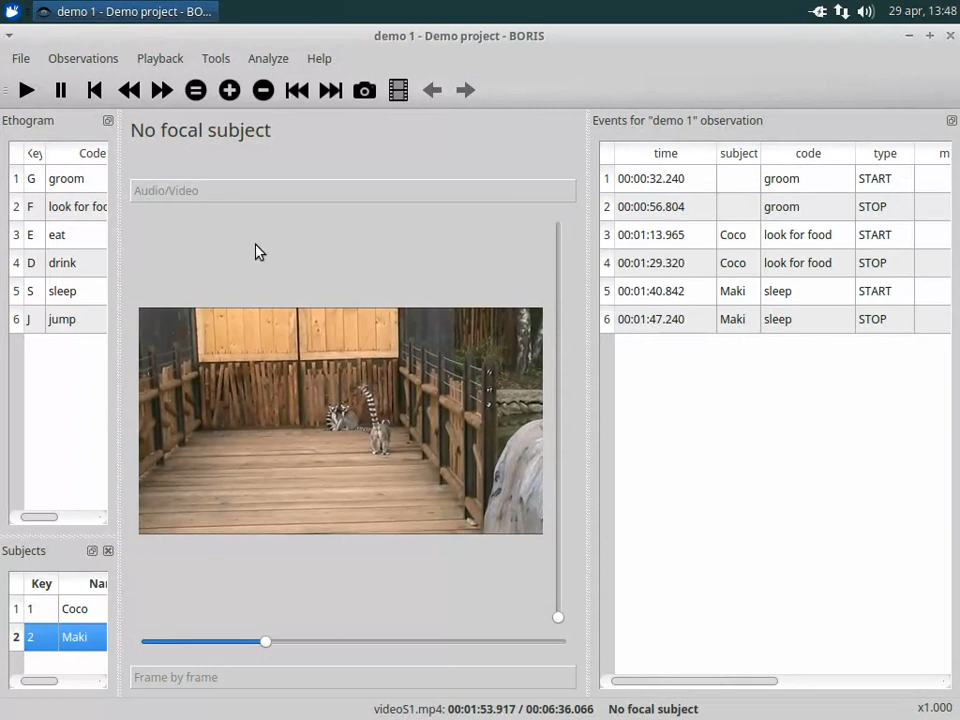 demo 1 - Demo project - BO...
29 apr, 13:48
demo 1 - Demo project - BORIS
File Observations Playback Tools Analyze Help
Ethogram
Key Code
1 G groom
2 F look for foo
3 E eat
4 D drink
5 S sleep
6 J jump
Subjects
Key Nar
1 1 Coco
2 2 Maki
No focal subject
Audio/Video
Frame by frame
Events for "demo 1" observation
time subject code type m
1 00:00:32.240 groom START
2 00:00:56.804 groom STOP
3 00:01:13.965 Coco look for food START
4 00:01:29.320 Coco look for food STOP
5 00:01:40.842 Maki sleep START
6 00:01:47.240 Maki sleep STOP
videoS1.mp4: 00:01:53.917 / 00:06:36.066 No focal subject x1.000